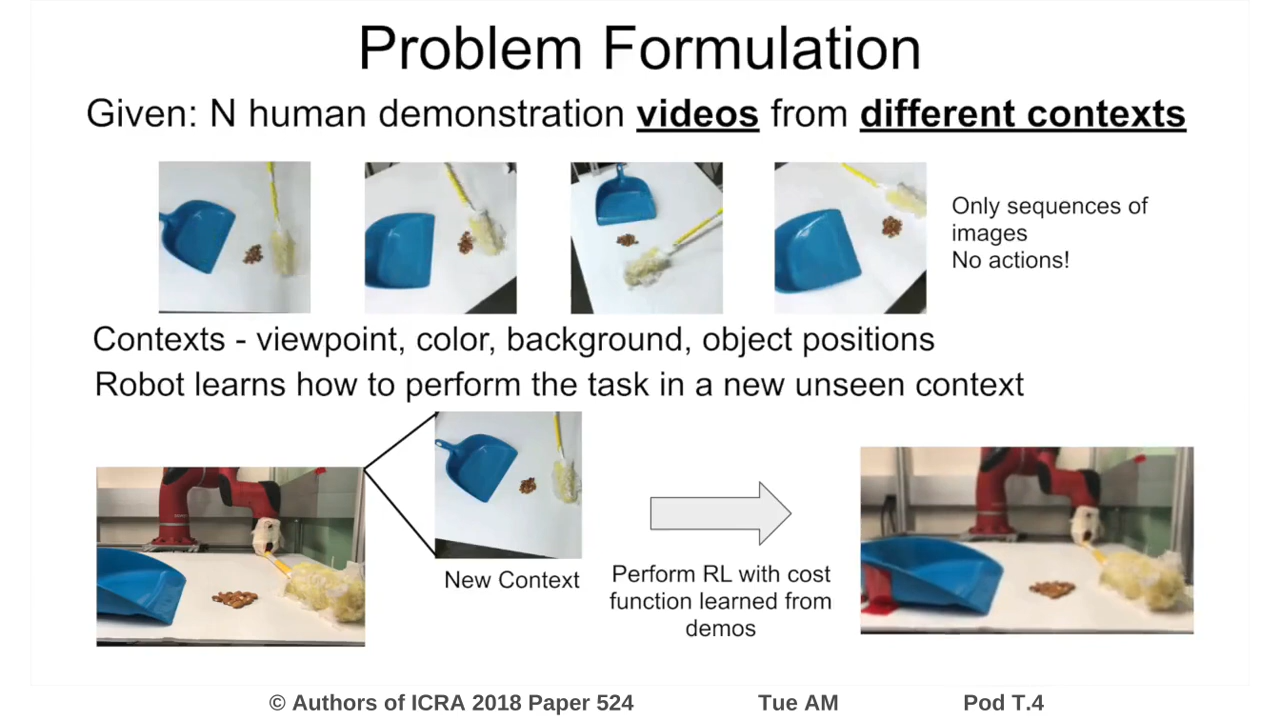 Problem Formulation
Given: N human demonstration videos from different contexts
Only sequences of
images
No actions!
Contexts - viewpoint, color, background, object positions
Robot learns how to perform the task in a new unseen context
New Context
Perform RL with cost
function learned from
demos
© Authors of ICRA 2018 Paper 524 Tue AM Pod T.4